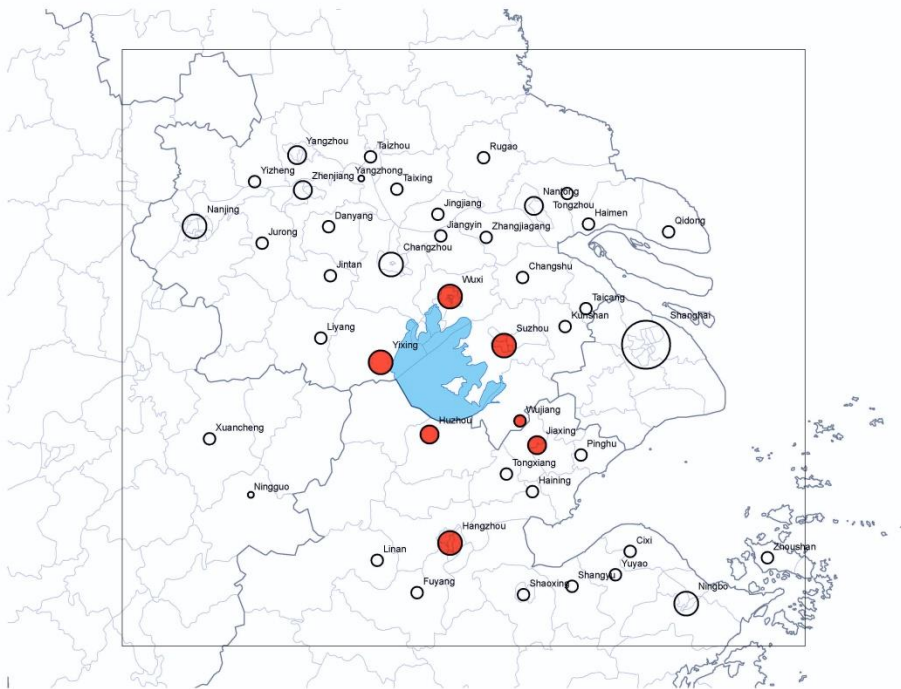 Yangzhou
Taizhou
Rugao
Yizheng
Zhenjiang
Yangzhong
Taixing
Nantong
Tongzhou
Nanjing
Danyang
Jingjiang
Haimen
Qidong
Jurong
Jiangyin
Zhangjiagang
Changzhou
Jintan
Changshu
Wuxi
Taicang
Shanghai
Liyang
Kunshan
Suzhou
Yixing
Wujiang
Xuancheng
Huzhou
Jiaxing
Pinghu
Tongxiang
Haining
Ningguo
Hangzhou
Linan
Cixi
Zhoushan
Yuyao
Fuyang
Shaoxing
Shangyu
Ningbo